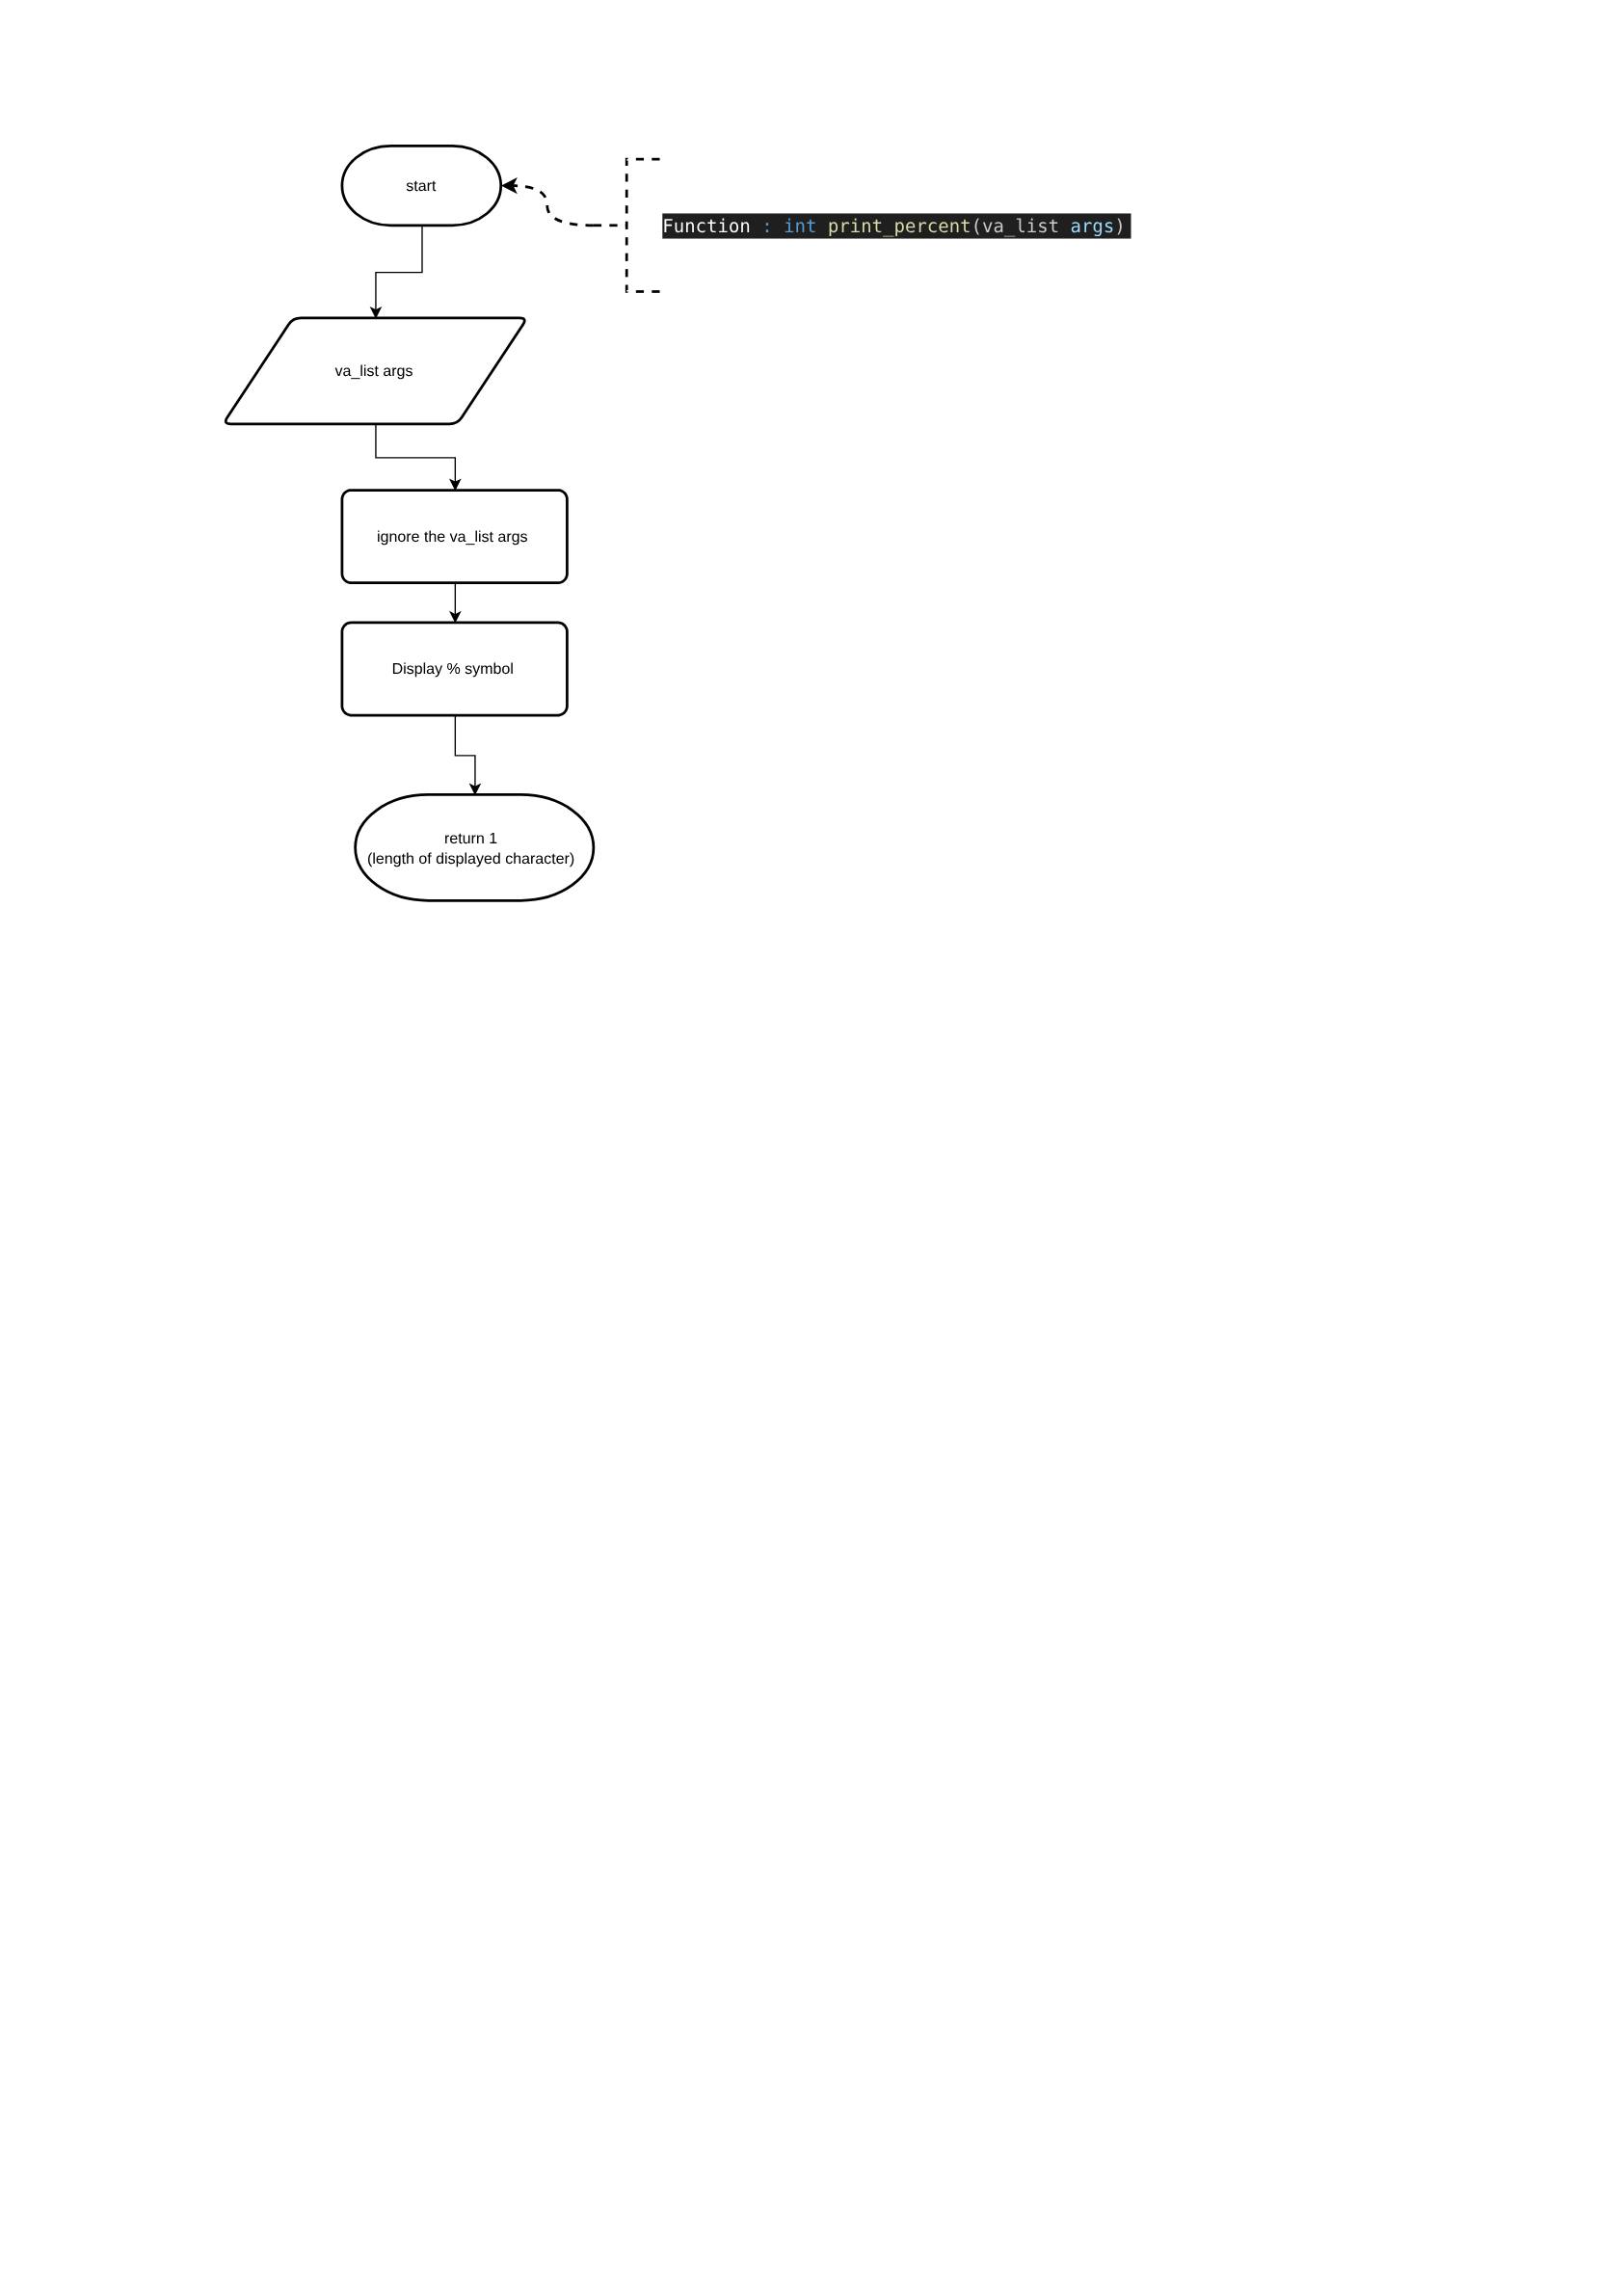 start
Function : int print_percent(va_list args)
va_list args
ignore the va_list args
Display % symbol
return 1
(length of displayed character)